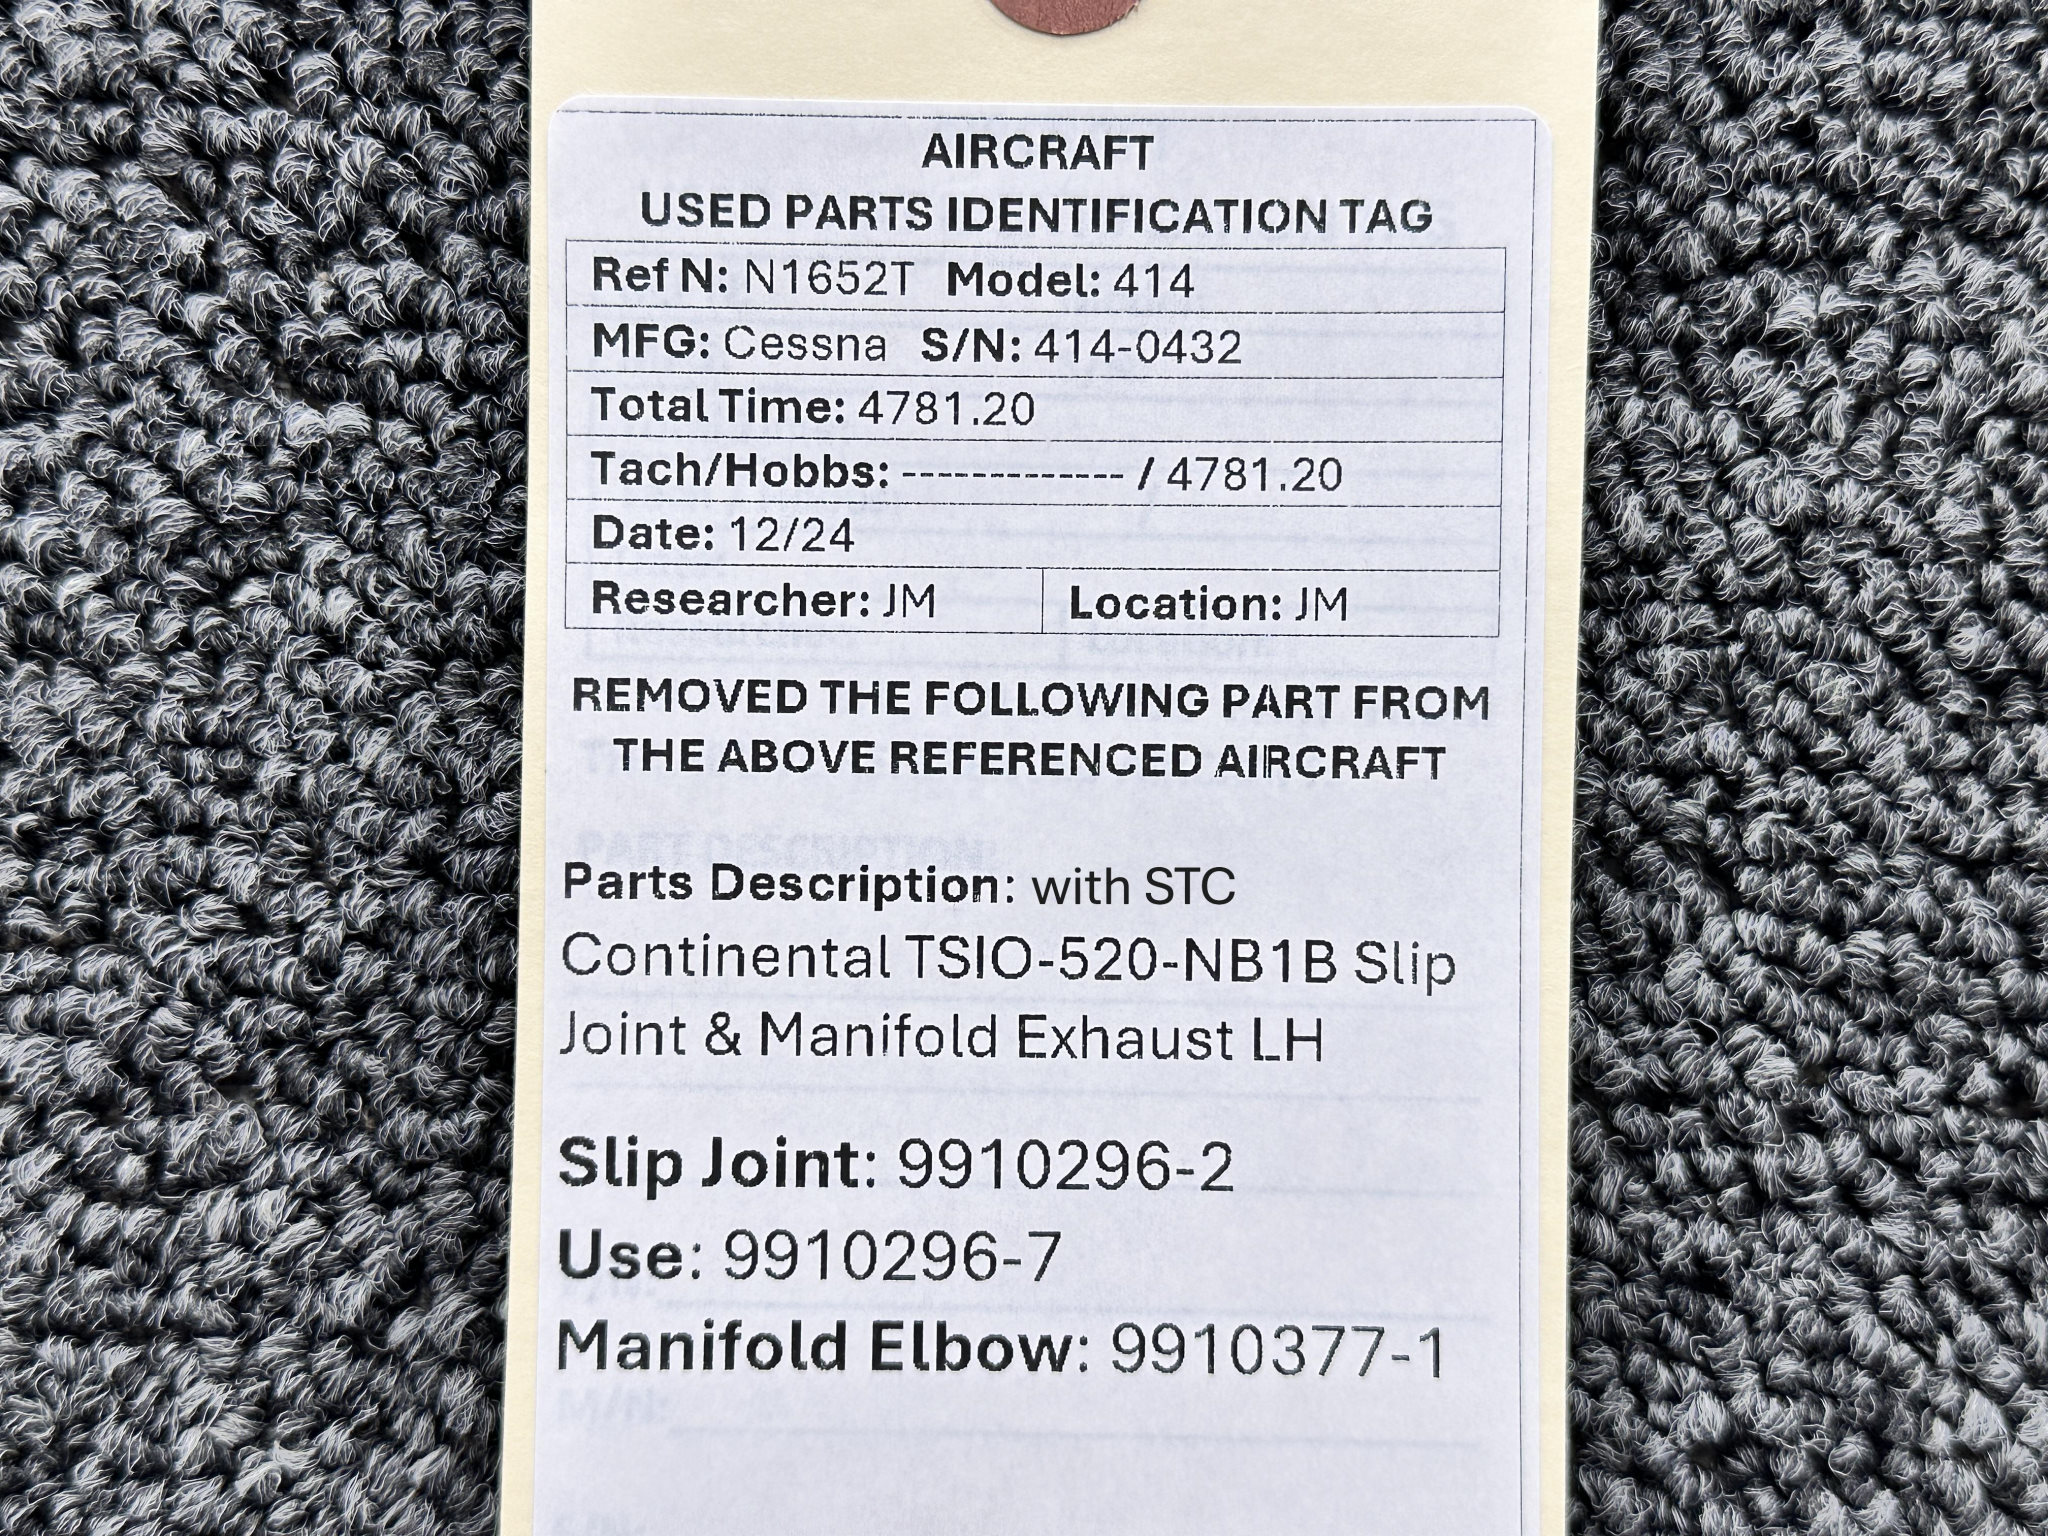 AIRCRAFT
USED PARTS IDENTIFICATION TAG
Ref N: N1652T Model: 414
MFG: Cessna S/N: 414-0432
Total Time: 4781.20
Tach/Hobbs: ------------- / 4781.20
Date: 12/24
Researcher: JM Location: JM
REMOVED THE FOLLOWING PART FROM
THE ABOVE REFERENCED AIRCRAFT
PART DESCRIPTION:
Parts Description: with STC
Continental TSIO-520-NB1B Slip
Joint & Manifold Exhaust LH
Slip Joint: 9910296-2
Use: 9910296-7
P/N:
Manifold Elbow: 9910377-1
M/N: